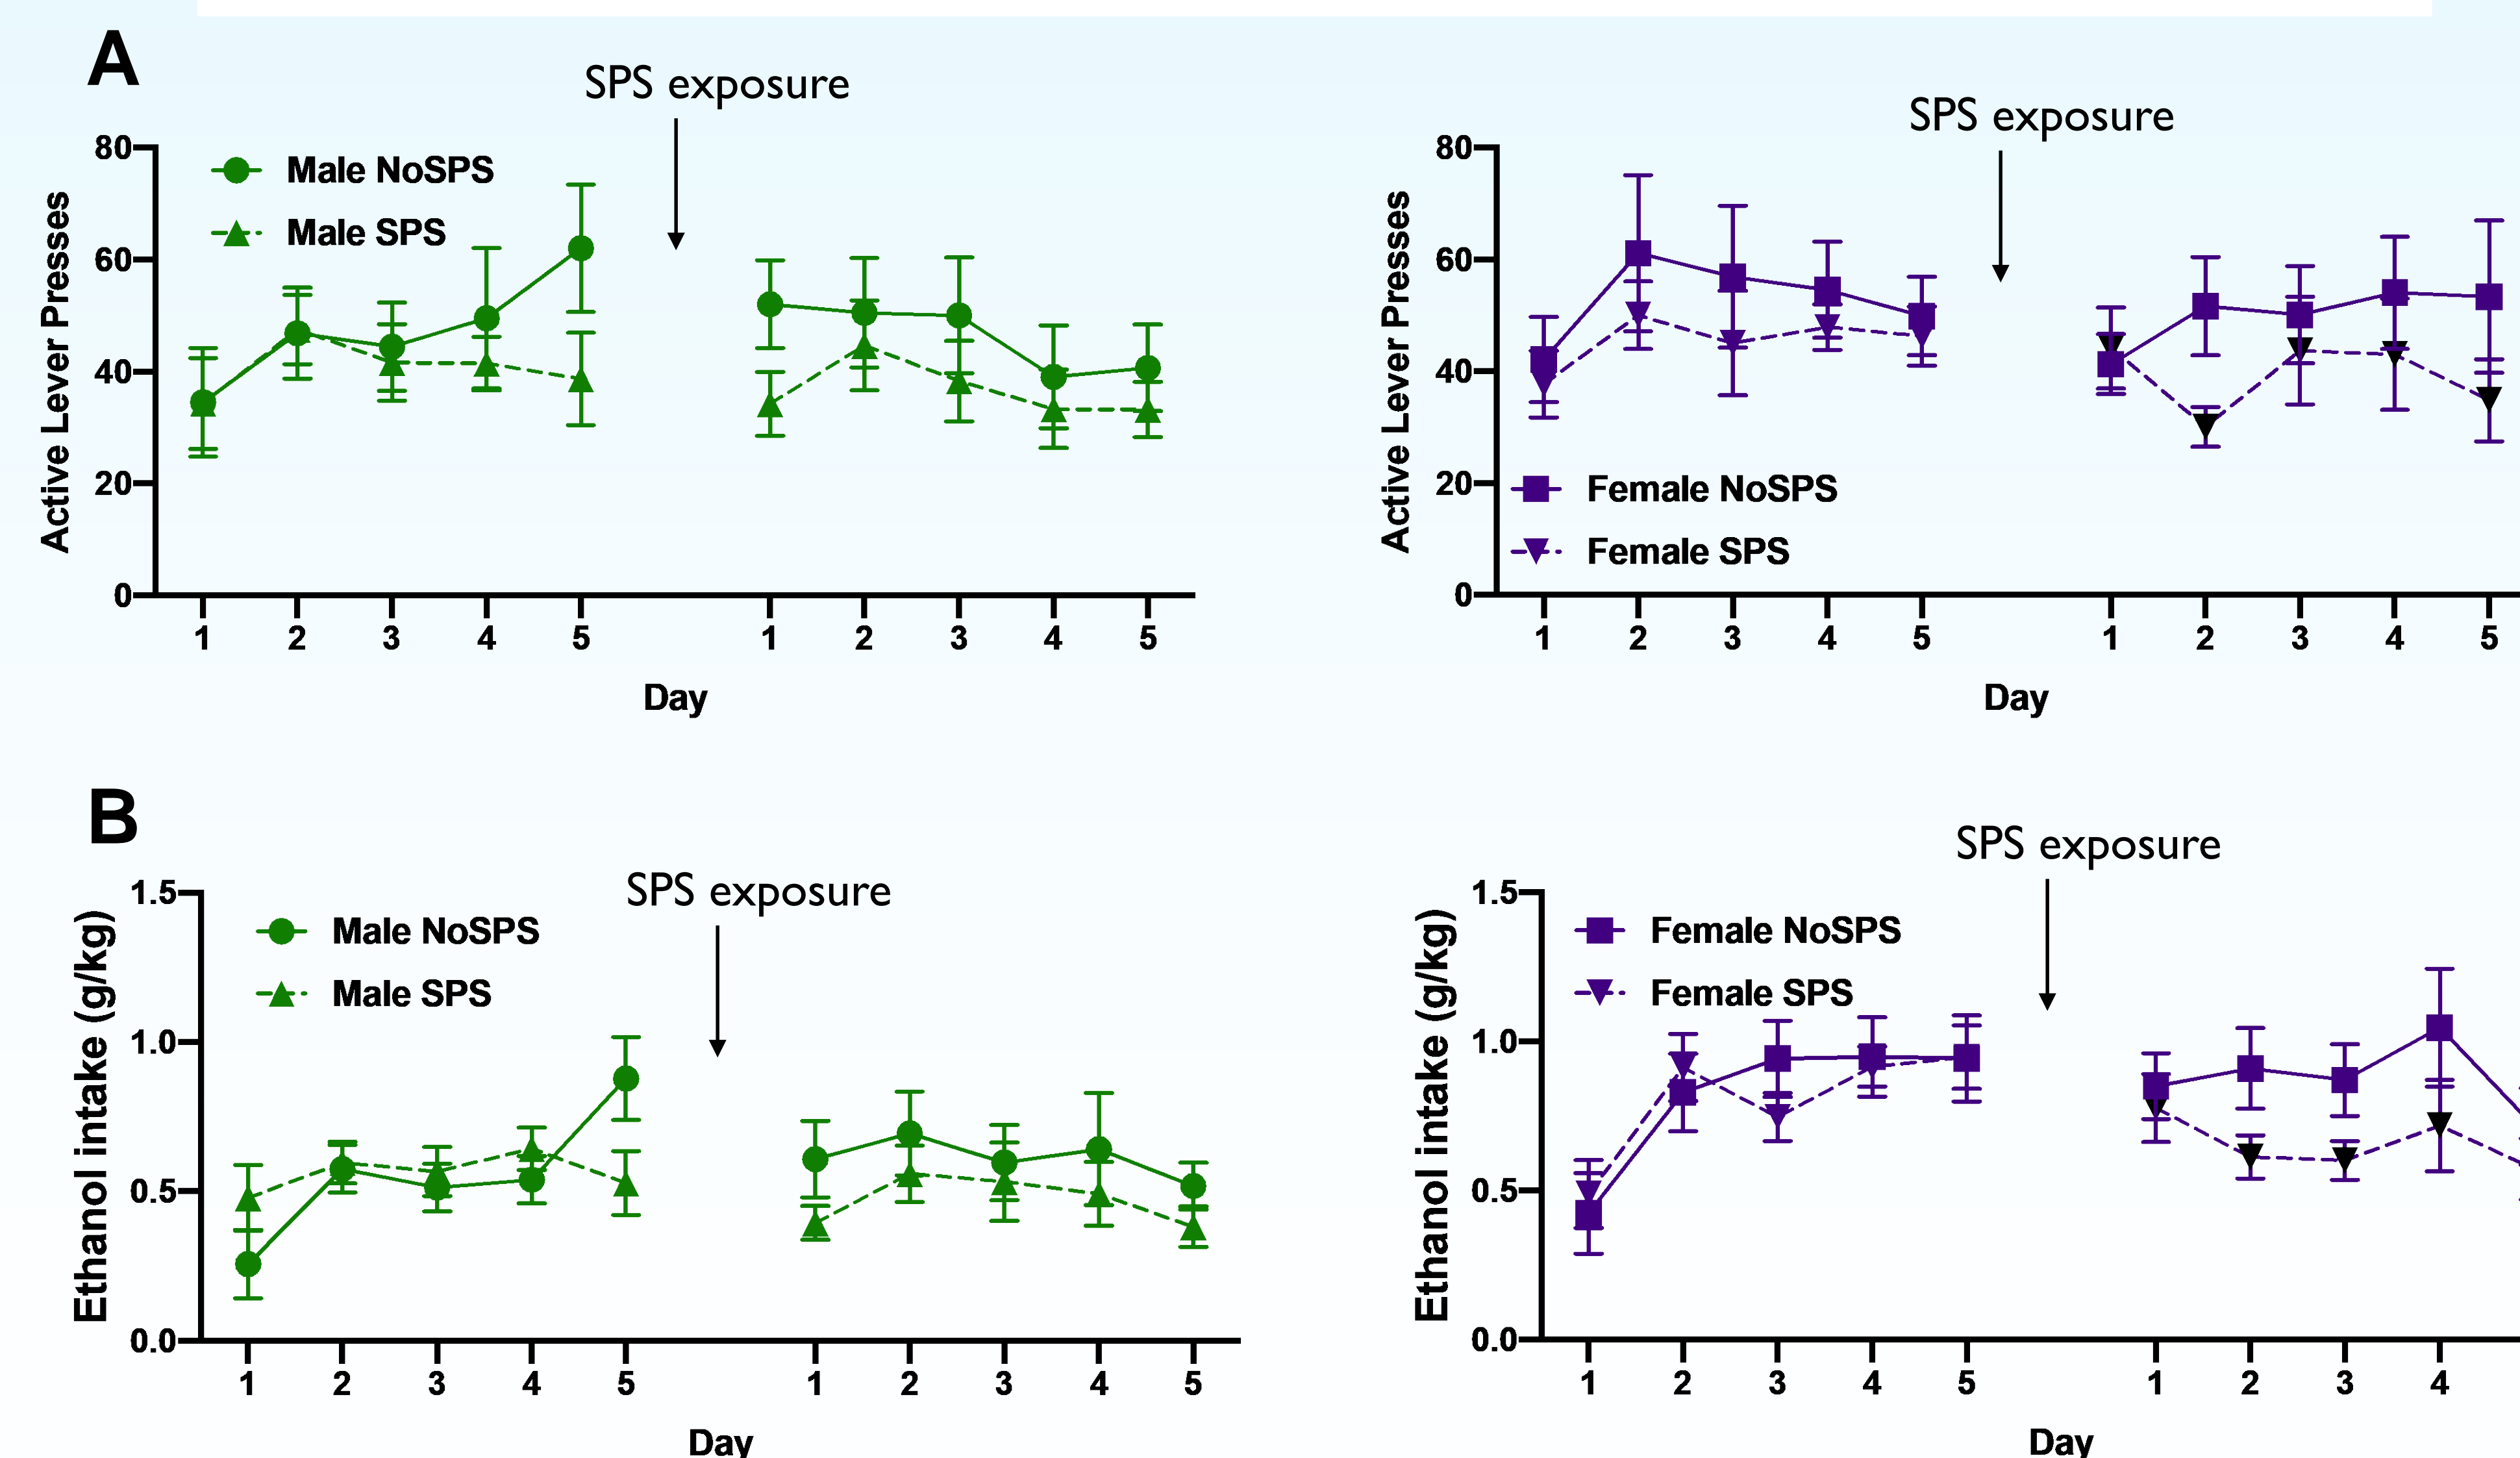 A
SPS exposure
SPS exposure
80
60
40
20
0
Active Lever Presses
Male NoSPS
Male SPS
1 2 3 4 5 1 2 3 4 5
Day
80
60
40
20
0
Active Lever Presses
Female NoSPS
Female SPS
1 2 3 4 5 1 2 3 4 5
Day
B
SPS exposure
1.5
1.0
0.5
0.0
Ethanol intake (g/kg)
Male NoSPS
Male SPS
1 2 3 4 5 1 2 3 4 5
Day
SPS exposure
1.5
1.0
0.5
0.0
Ethanol intake (g/kg)
Female NoSPS
Female SPS
1 2 3 4 5 1 2 3 4
Day